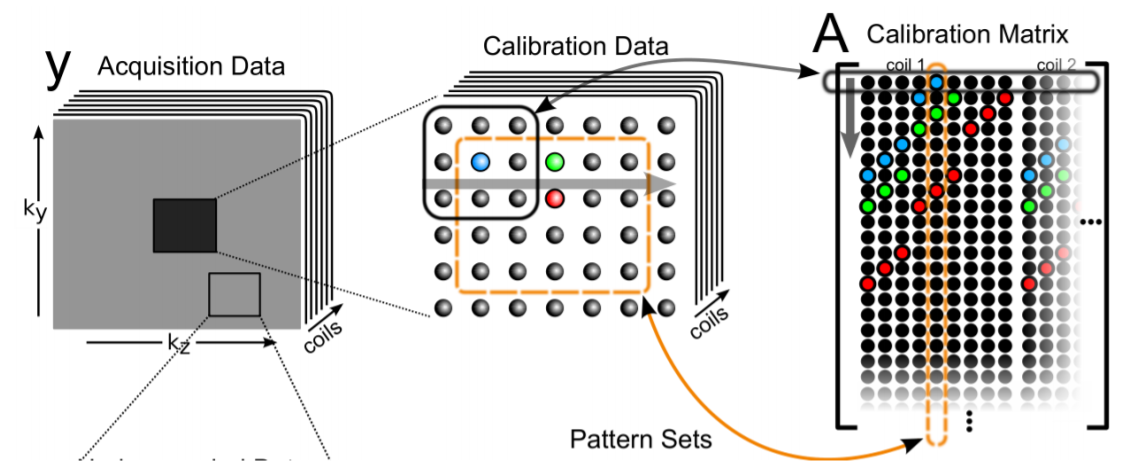 y Acquisition Data
ky
kz
coils
Calibration Data
coils
Pattern Sets
A Calibration Matrix
coil 1 coil 2